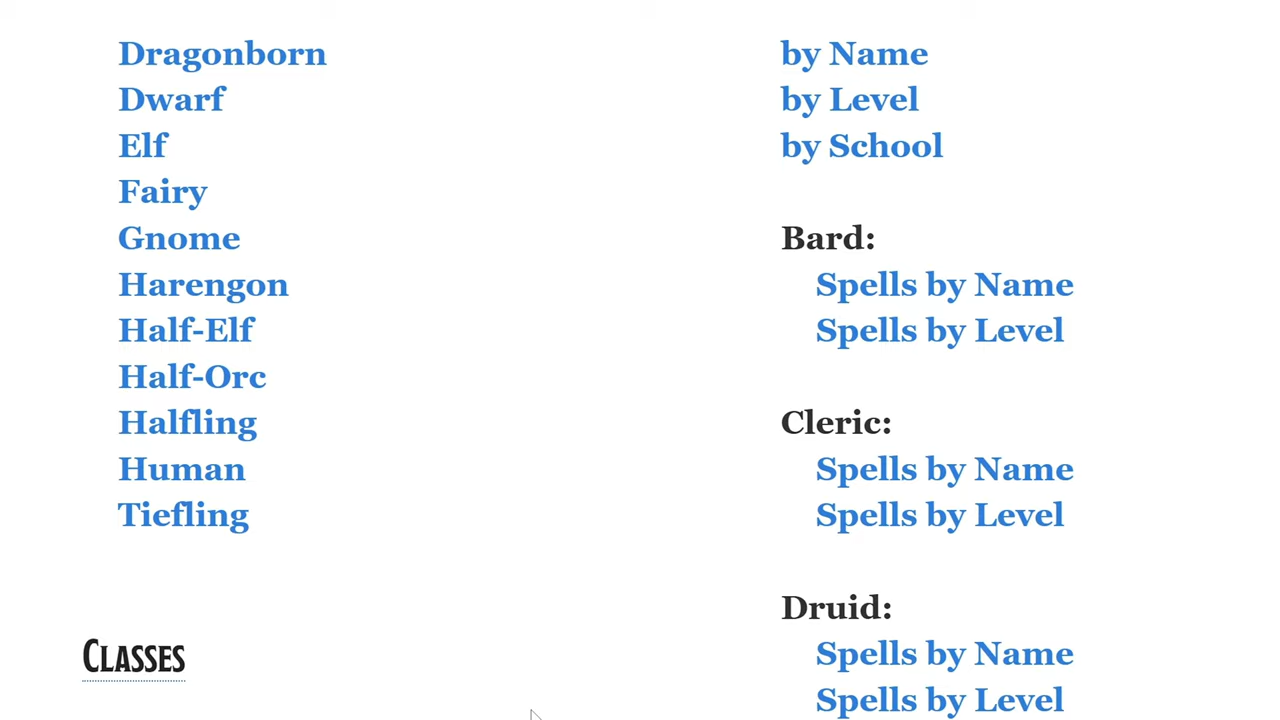 Dragonborn
Dwarf
Elf
Fairy
Gnome
Harengon
Half-Elf
Half-Orc
Halfling
Human
Tiefling
Classes
by Name
by Level
by School
Bard:
Spells by Name
Spells by Level
Cleric:
Spells by Name
Spells by Level
Druid:
Spells by Name
Spells by Level